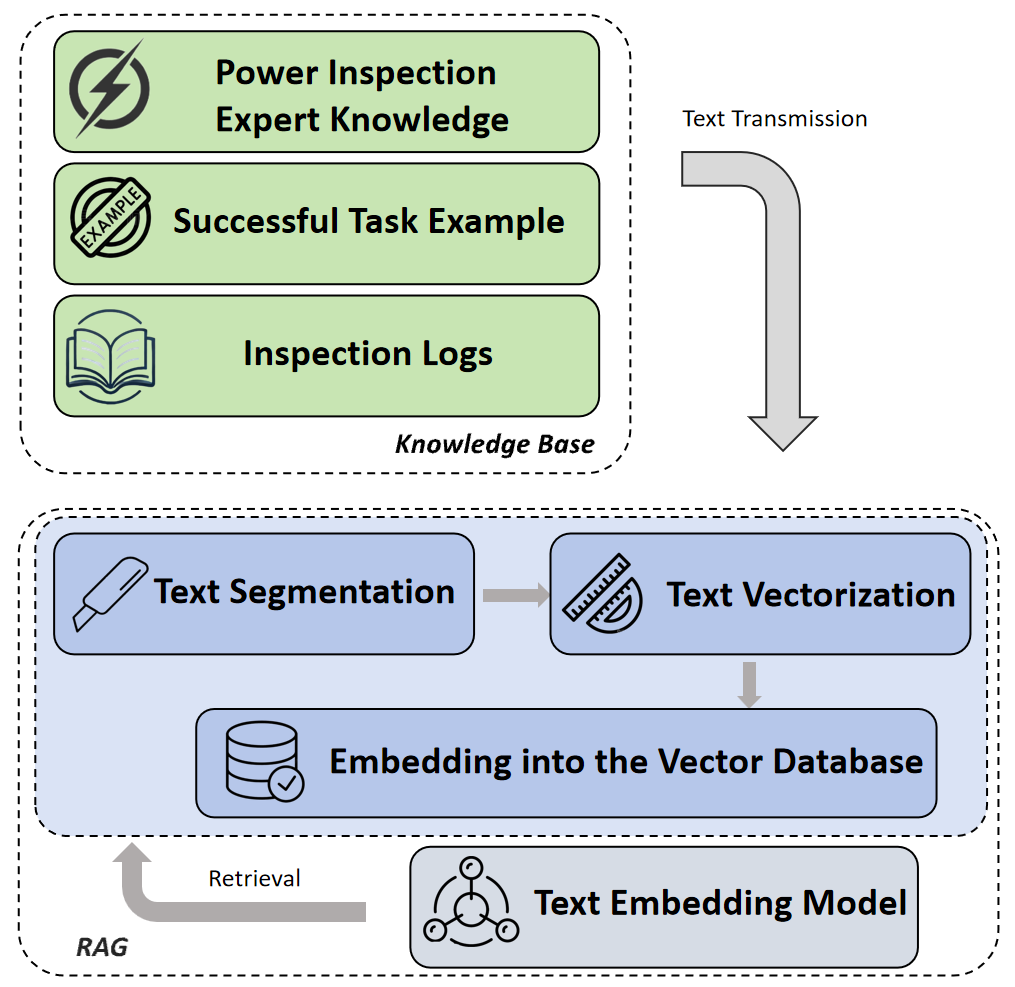 Power Inspection
Expert Knowledge
Text Transmission
EXAMPLE
Successful Task Example
Inspection Logs
Knowledge Base
Text Segmentation
Text Vectorization
Embedding into the Vector Database
Retrieval
Text Embedding Model
RAG